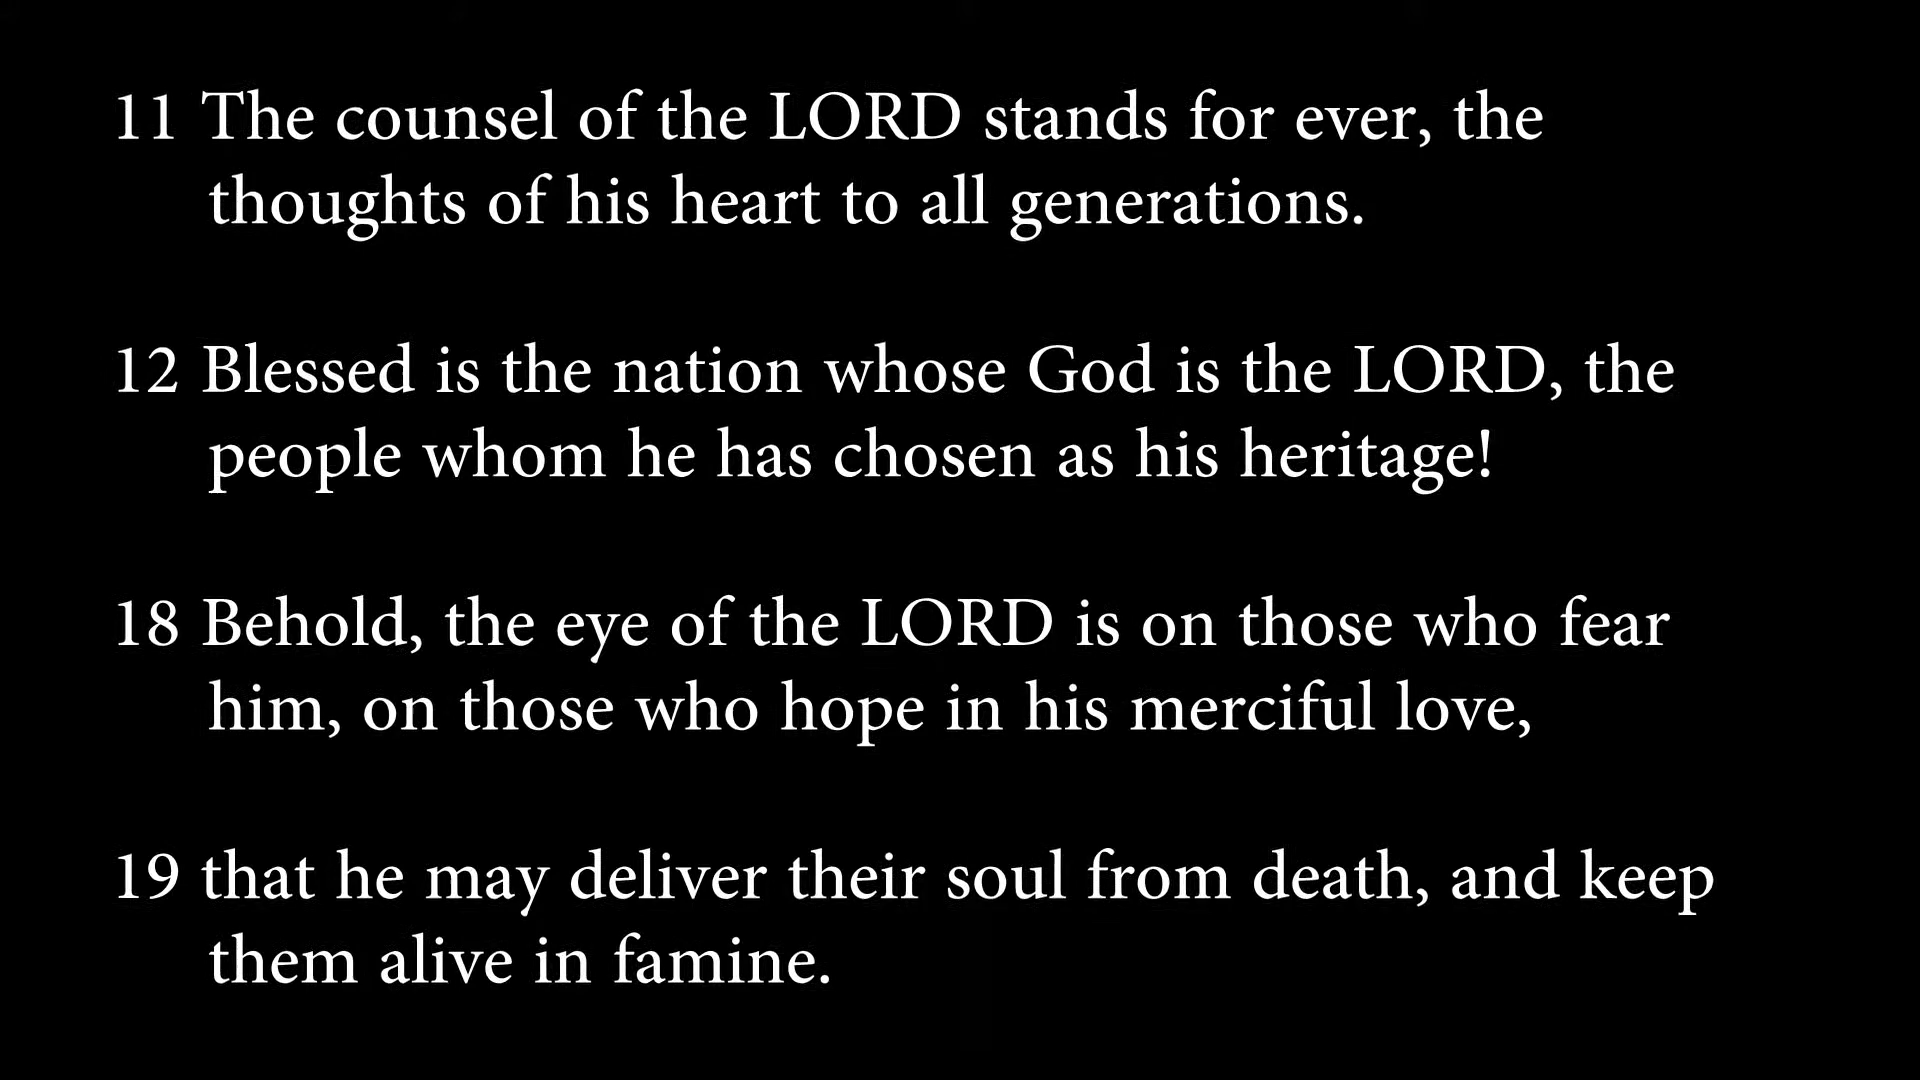 11 The counsel of the LORD stands for ever, the
thoughts of his heart to all generations.
12 Blessed is the nation whose God is the LORD, the
people whom he has chosen as his heritage!
18 Behold, the eye of the LORD is on those who fear
him, on those who hope in his merciful love,
19 that he may deliver their soul from death, and keep
them alive in famine.